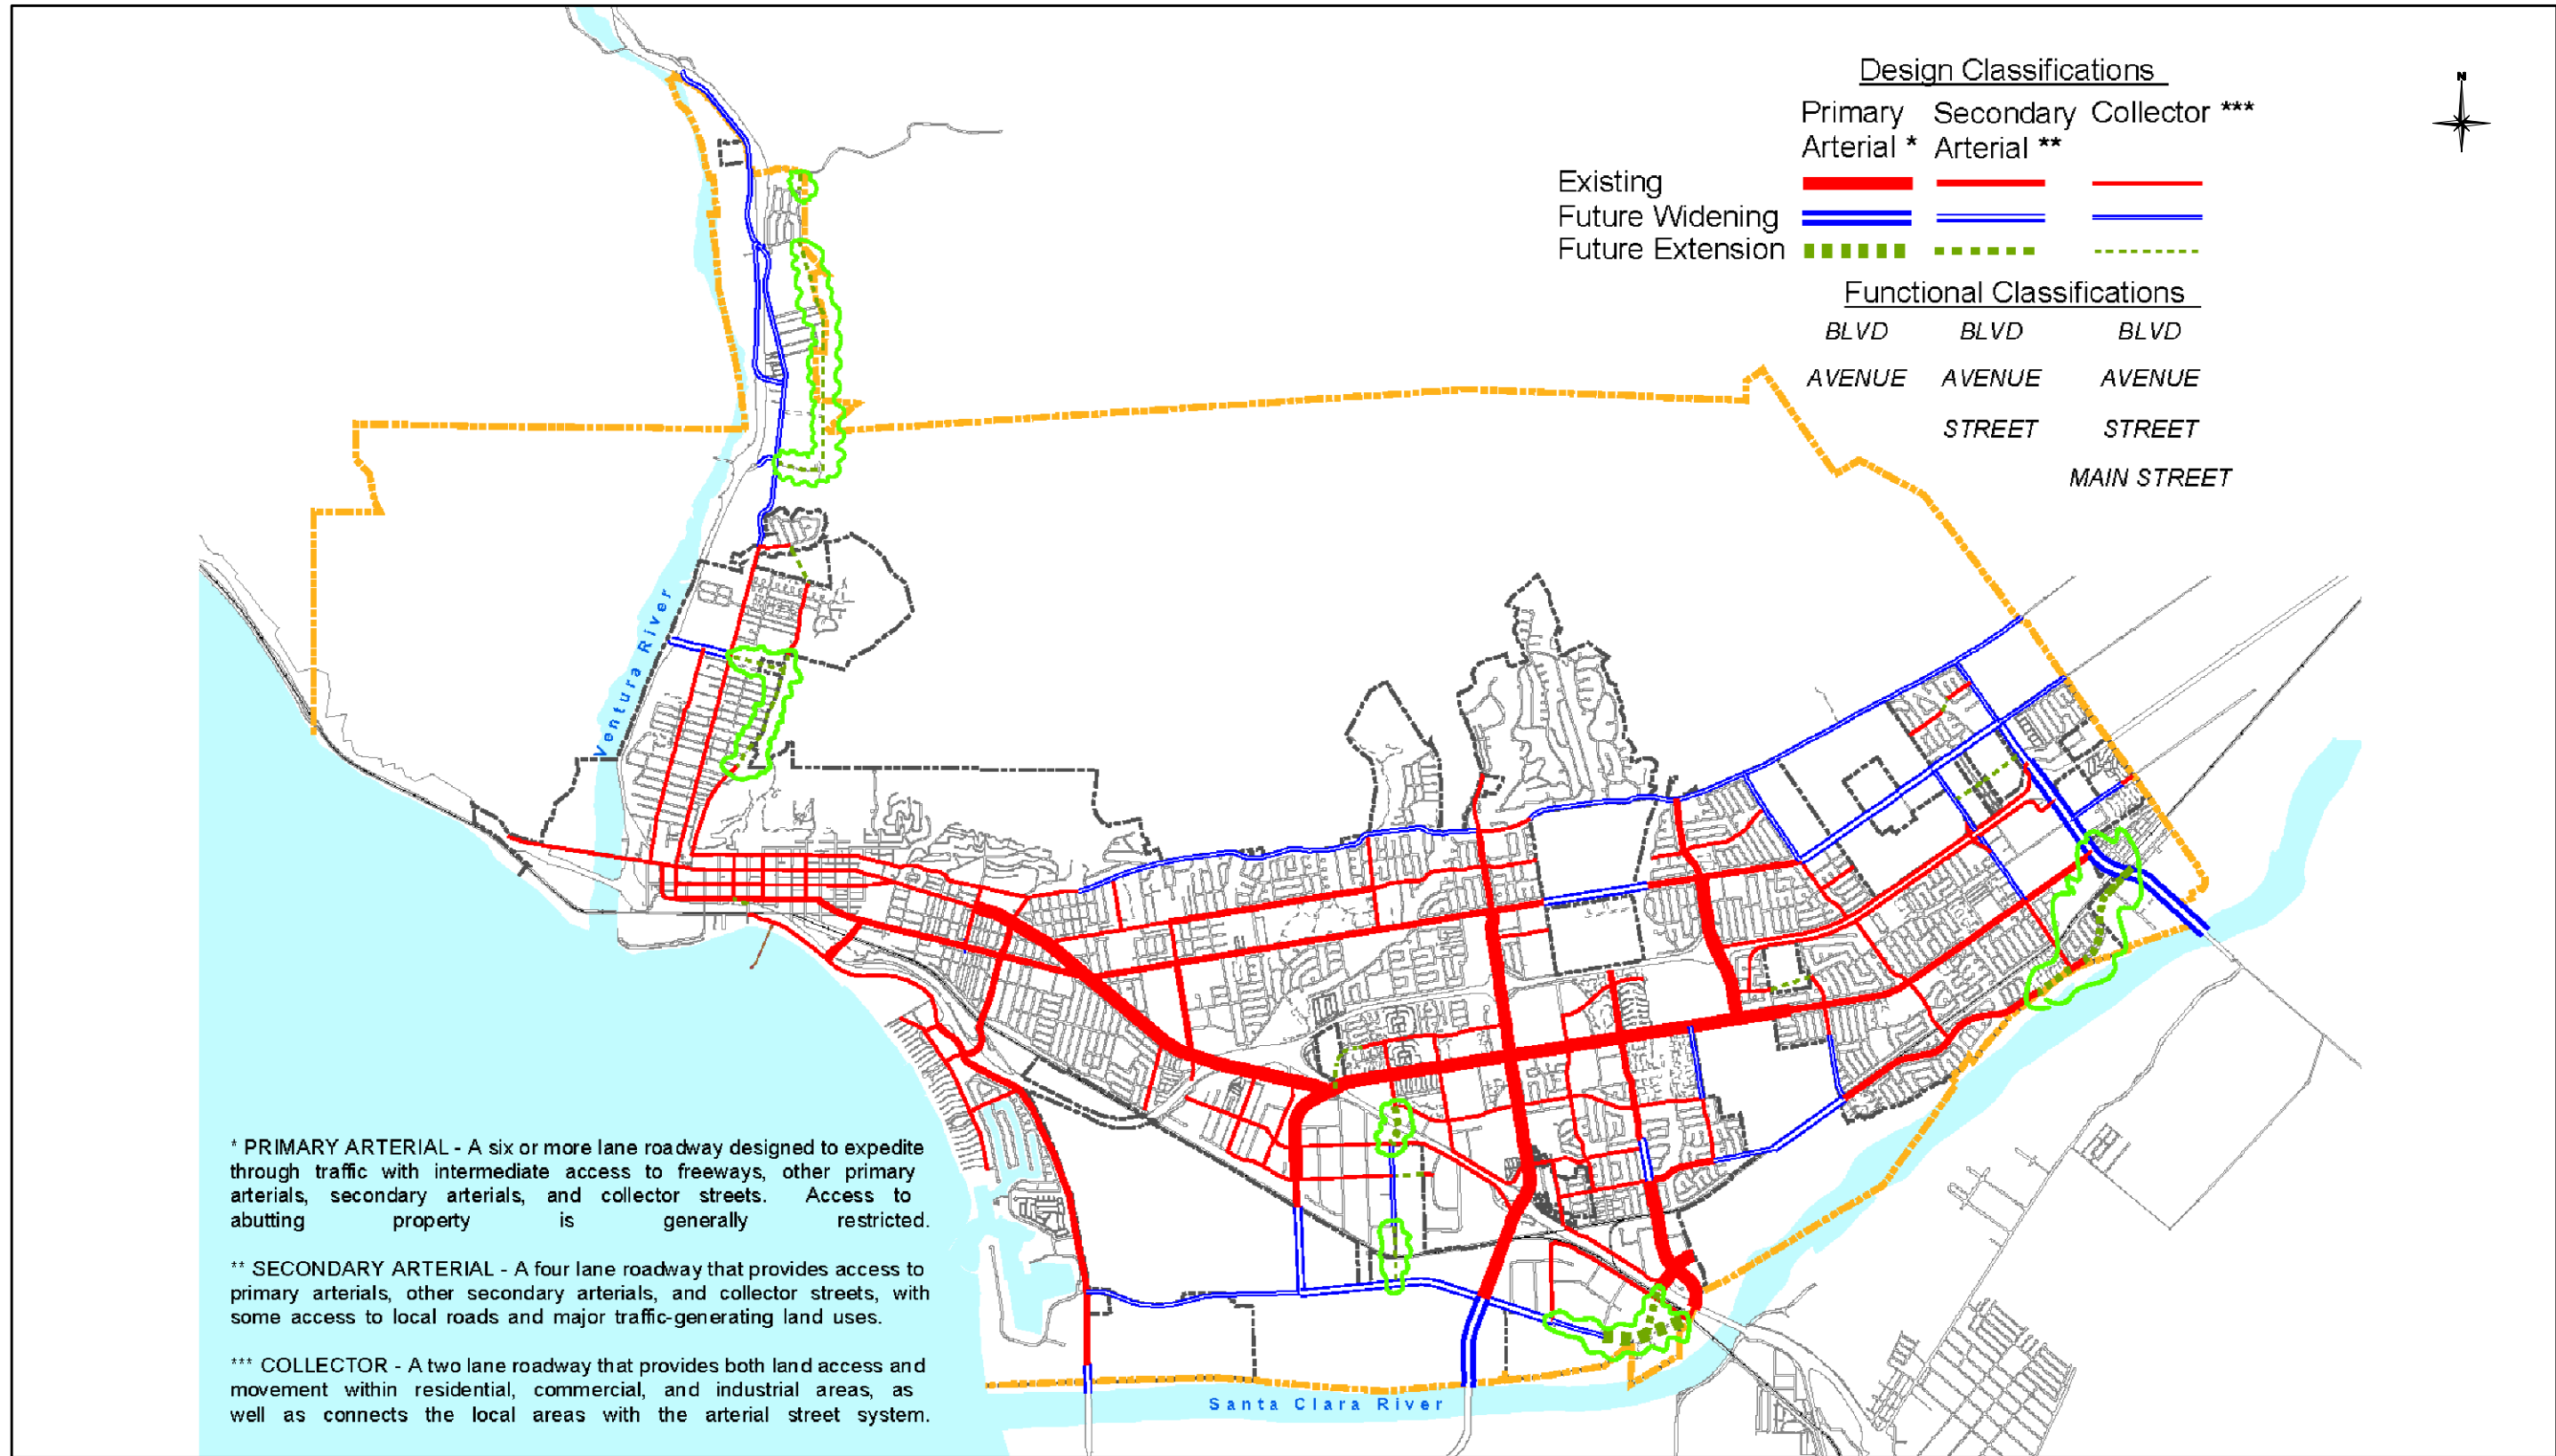 Design Classifications
N
Primary Arterial * Secondary Arterial ** Collector ***
Existing
Future Widening
Future Extension
Functional Classifications
BLVD BLVD BLVD
AVENUE AVENUE AVENUE
STREET STREET
MAIN STREET
Ventura River
* PRIMARY ARTERIAL - A six or more lane roadway designed to expedite
through traffic with intermediate access to freeways, other primary
arterials, secondary arterials, and collector streets. Access to
abutting property is generally restricted.
** SECONDARY ARTERIAL - A four lane roadway that provides access to
primary arterials, other secondary arterials, and collector streets, with
some access to local roads and major traffic-generating land uses.
*** COLLECTOR - A two lane roadway that provides both land access and
movement within residential, commercial, and industrial areas, as
well as connects the local areas with the arterial street system.
Santa Clara River